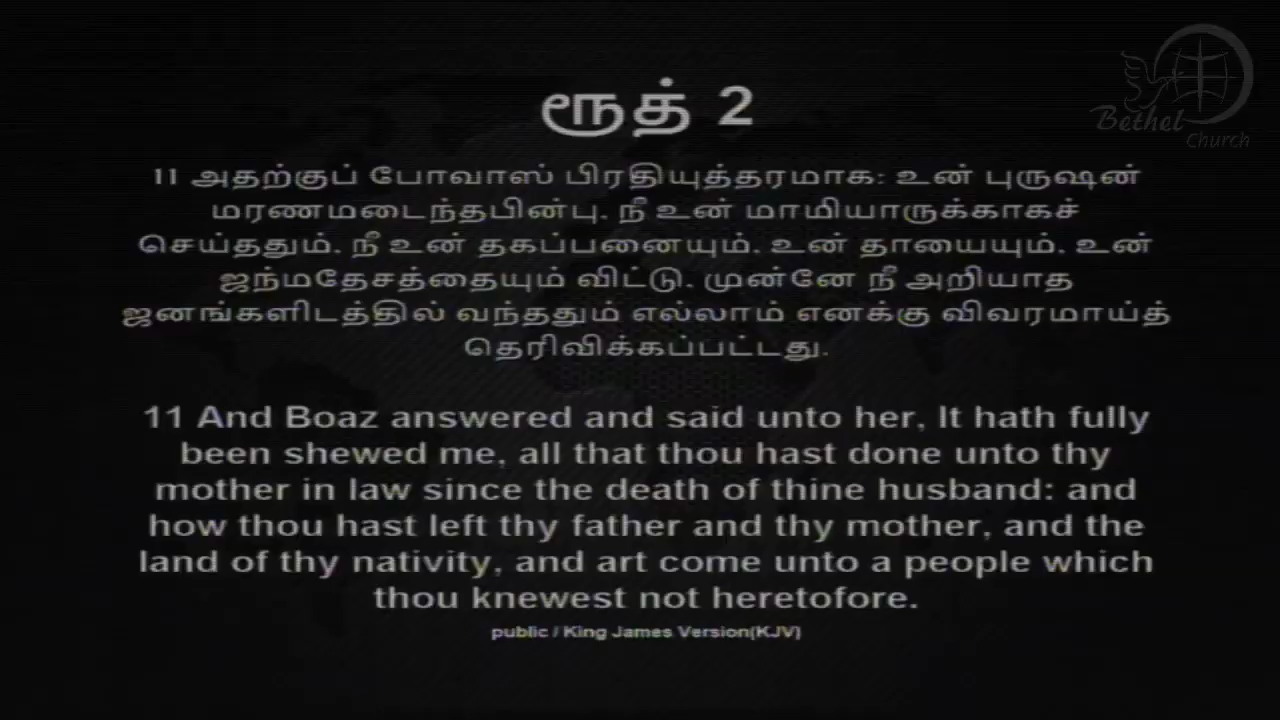 Bethel
Church
ரூத் 2
11 அதற்குப் போவாஸ் பிரதியுத்தரமாக: உன் புருஷன்
மரணமடைந்தபின்பு, நீ உன் மாமியாருக்காகச்
செய்ததும், நீ உன் தகப்பனையும், உன் தாயையும், உன்
ஜந்மதேசத்தையும் விட்டு, முன்னே நீ அறியாத
ஜனங்களிடத்தில் வந்ததும் எல்லாம் எனக்கு விவரமாய்த்
தெரிவிக்கப்பட்டது.
11 And Boaz answered and said unto her, It hath fully
been shewed me, all that thou hast done unto thy
mother in law since the death of thine husband: and
how thou hast left thy father and thy mother, and the
land of thy nativity, and art come unto a people which
thou knewest not heretofore.
public / King James Version(KJV)